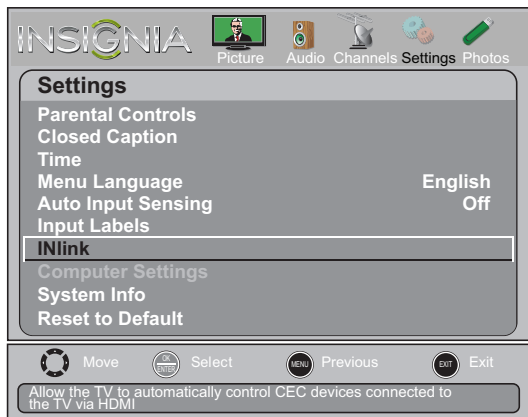 INSIGNIA
Picture Audio Channels Settings Photos
Settings
Parental Controls
Closed Caption
Time
Menu Language English
Auto Input Sensing Off
Input Labels
INlink
Computer Settings
System Info
Reset to Default
Move OK ENTER Select MENU Previous EXIT Exit
Allow the TV to automatically control CEC devices connected to
the TV via HDMI